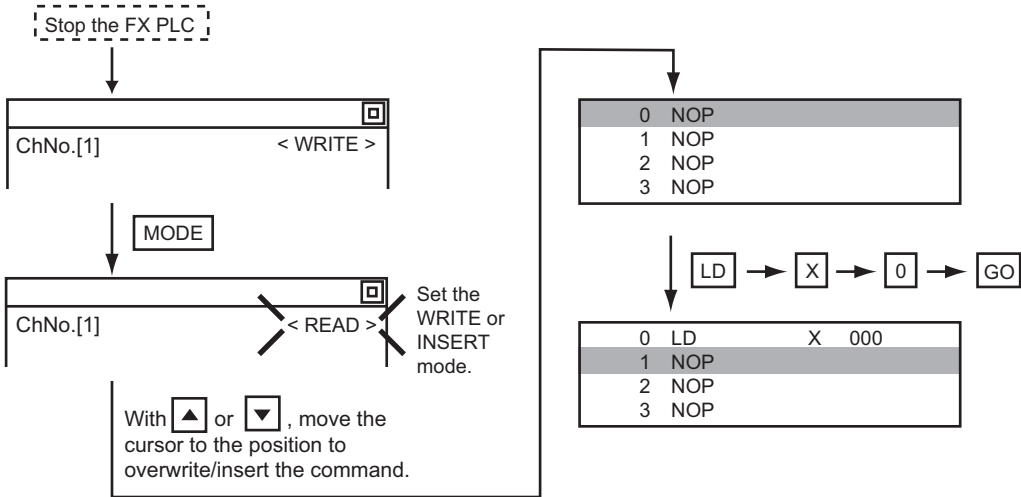 Stop the FX PLC
ChNo.[1] < WRITE >
MODE
ChNo.[1] < READ >
Set the
WRITE or
INSERT
mode.
With ▲ or ▼ , move the
cursor to the position to
overwrite/insert the command.
0 NOP
1 NOP
2 NOP
3 NOP
LD X 0 GO
0 LD X 000
1 NOP
2 NOP
3 NOP